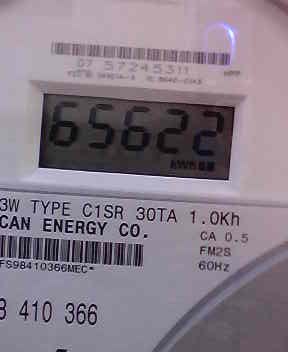 07 57245311
65622
KWh
3W TYPE C1SR 30TA 1.0Kh
CAN ENERGY CO.
CA 0.5
FM2S
FS98410366MEC*
60Hz
3 410 366